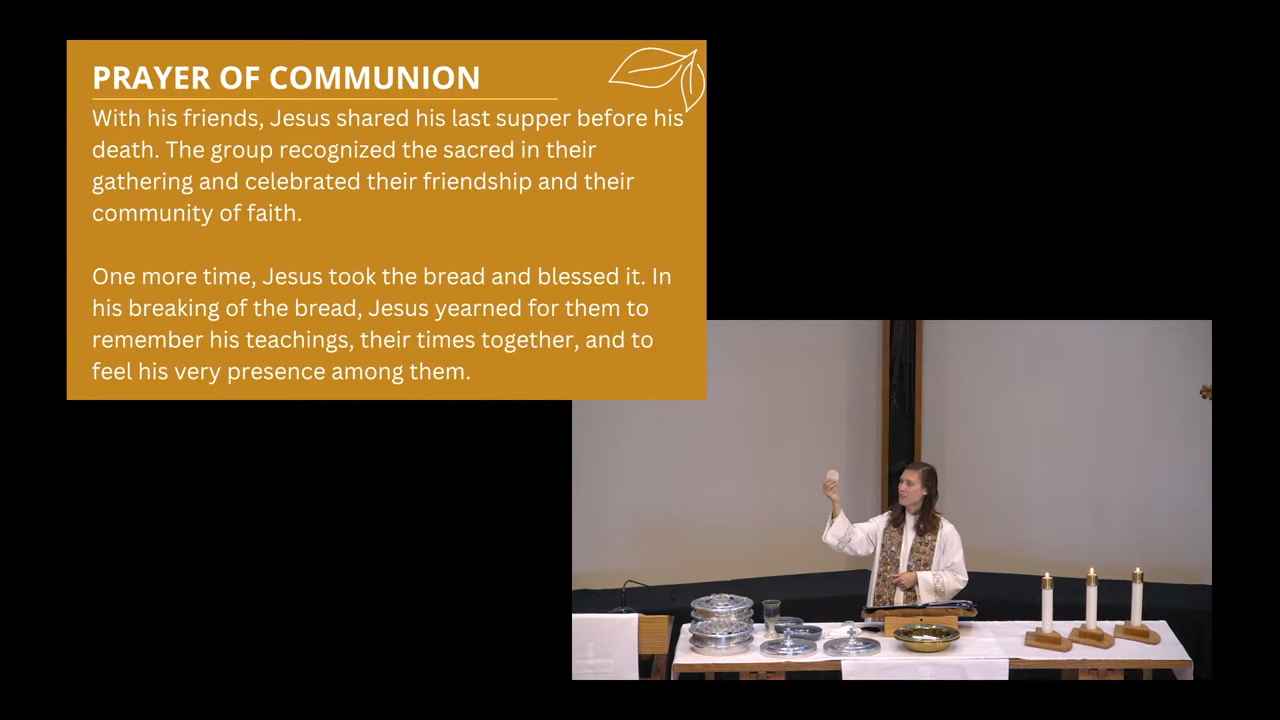 PRAYER OF COMMUNION
With his friends, Jesus shared his last supper before his
death. The group recognized the sacred in their
gathering and celebrated their friendship and their
community of faith.
One more time, Jesus took the bread and blessed it. In
his breaking of the bread, Jesus yearned for them to
remember his teachings, their times together, and to
feel his very presence among them.